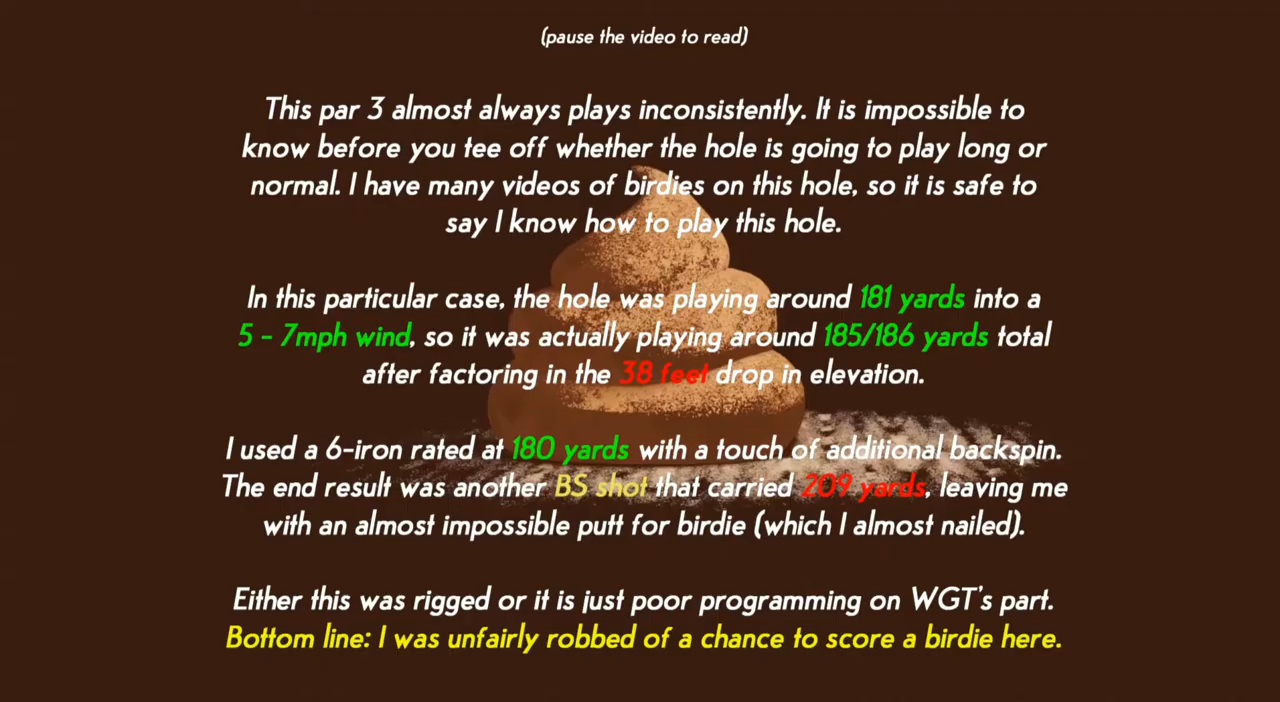 (pause the video to read)
This par 3 almost always plays inconsistently. It is impossible to
know before you tee off whether the hole is going to play long or
normal. I have many videos of birdies on this hole, so it is safe to
say I know how to play this hole.
In this particular case, the hole was playing around 181 yards into a
5 - 7mph wind, so it was actually playing around 185/186 yards total
after factoring in the 38 feet drop in elevation.
I used a 6-iron rated at 180 yards with a touch of additional backspin.
The end result was another BS shot that carried 209 yards, leaving me
with an almost impossible putt for birdie (which I almost nailed).
Either this was rigged or it is just poor programming on WGT's part.
Bottom line: I was unfairly robbed of a chance to score a birdie here.